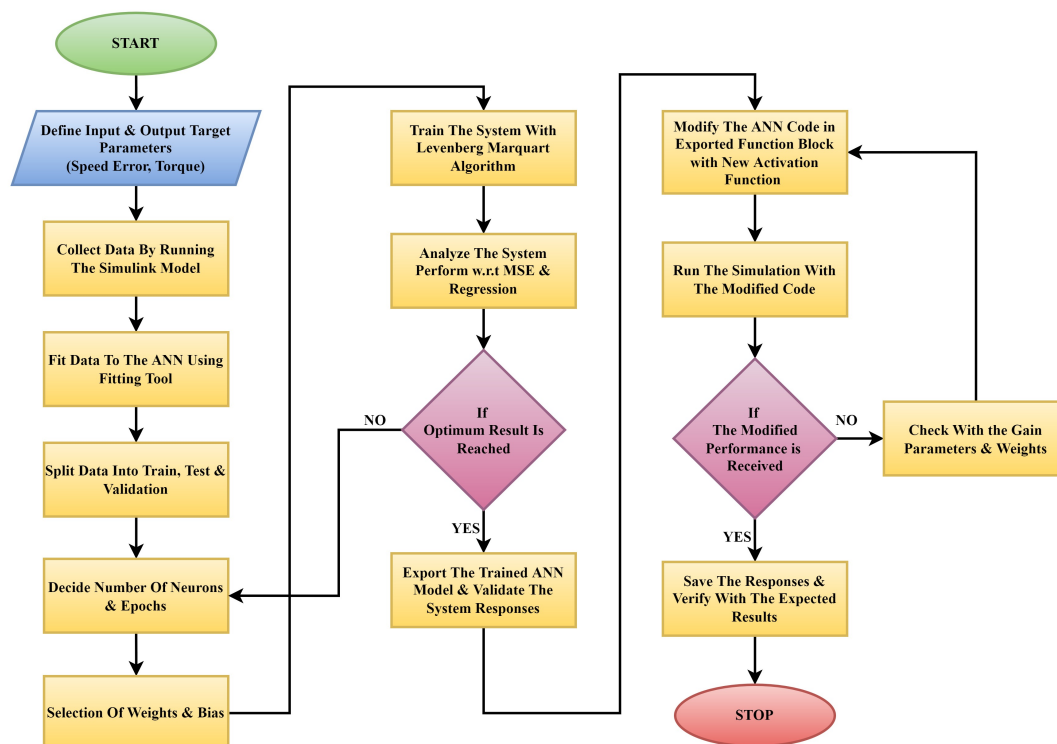 START
Define Input & Output Target
Parameters
(Speed Error, Torque)
Collect Data By Running
The Simulink Model
Fit Data To The ANN Using
Fitting Tool
Split Data Into Train, Test &
Validation
Decide Number Of Neurons
& Epochs
Selection Of Weights & Bias
Train The System With
Levenberg Marquart
Algorithm
Analyze The System
Perform w.r.t MSE &
Regression
If
Optimum Result Is
Reached
NO
YES
Export The Trained ANN
Model & Validate The
System Responses
Modify The ANN Code in
Exported Function Block
with New Activation
Function
Run The Simulation With
The Modified Code
If
The Modified
Performance is
Received
NO
Check With the Gain
Parameters & Weights
YES
Save The Responses &
Verify With The Expected
Results
STOP